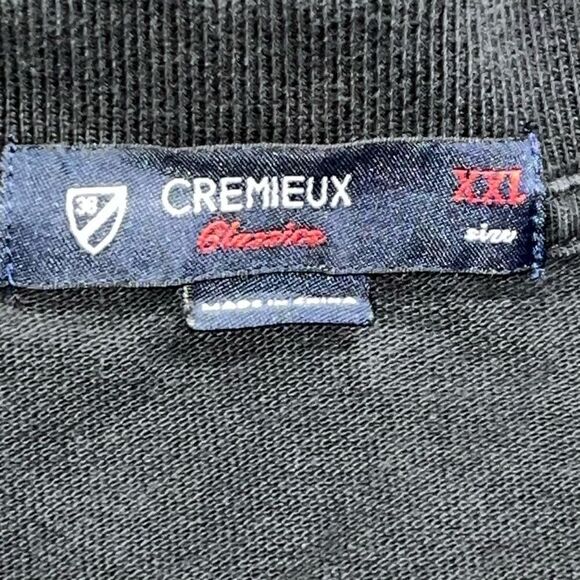 38
CREMIEUX
Classics
XXL
size
MADE IN CHINA